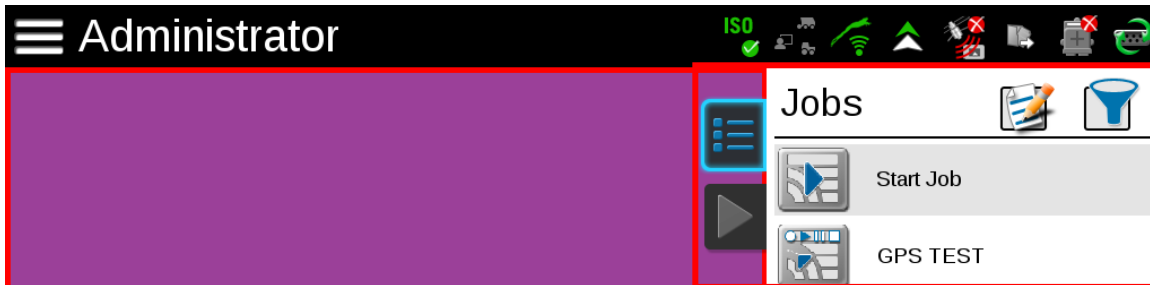 Administrator
ISO
Jobs
Start Job
GPS TEST